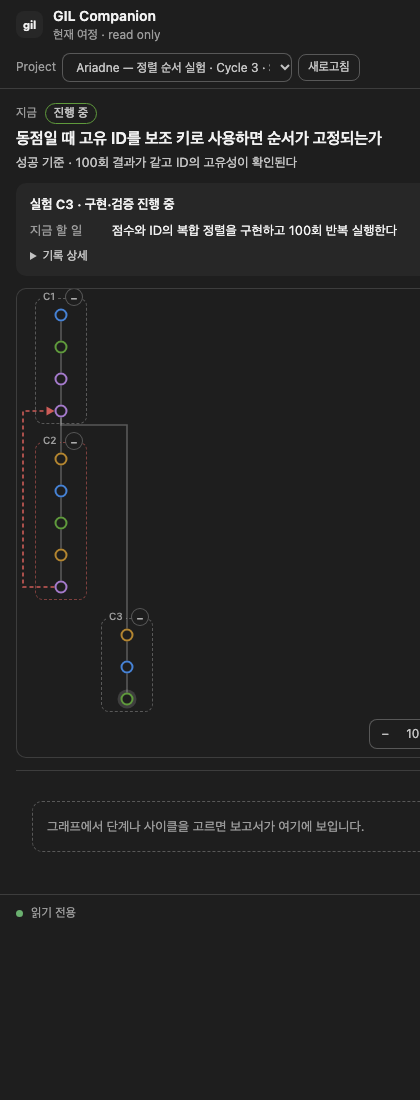 gil
GIL Companion
현재 여정 · read only
Project
Ariadne — 정렬 순서 실험 · Cycle 3 ·
새로고침
지금
진행 중
동점일 때 고유 ID를 보조 키로 사용하면 순서가 고정되는가
성공 기준 · 100회 결과가 같고 ID의 고유성이 확인된다
실험 C3 · 구현·검증 진행 중
지금 할 일 점수와 ID의 복합 정렬을 구현하고 100회 반복 실행한다
▶ 기록 상세
C1 −
C2 −
C3 −
− 10
그래프에서 단계나 사이클을 고르면 보고서가 여기에 보입니다.
읽기 전용